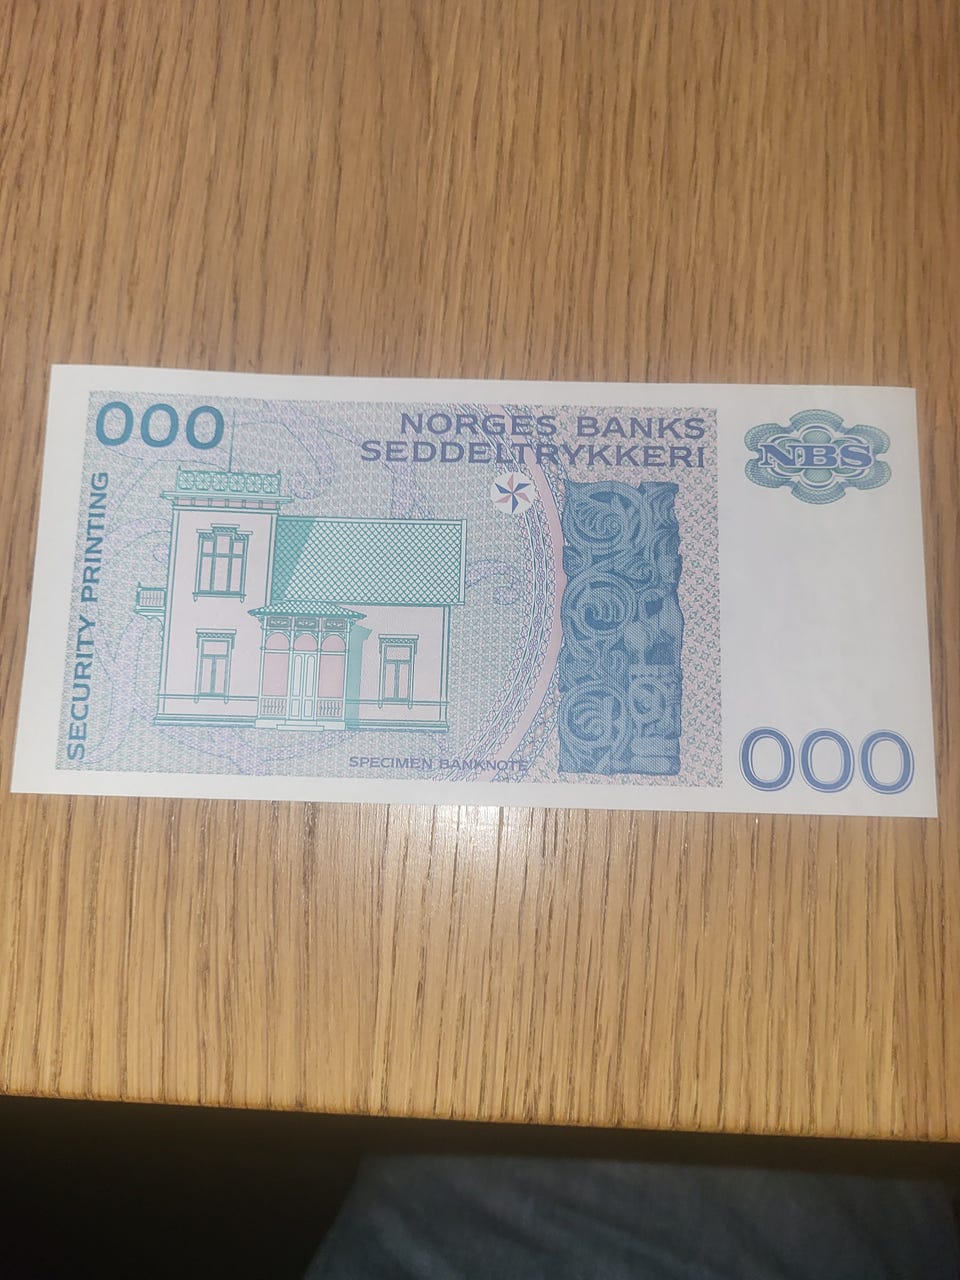 000
NORGES BANKS
SEDDELTRYKKERI
NBS
SECURITY PRINTING
SPECIMEN BANKNOTE
000